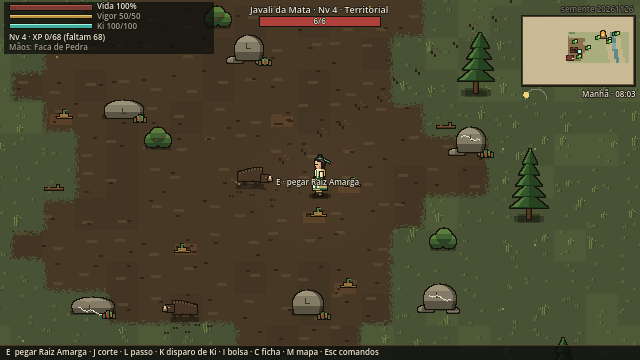 Vida 100%
Vigor 50/50
Ki 100/100
Nv 4 · XP 0/68 (faltam 68)
Mãos: Faca de Pedra
Javali da Mata · Nv 4 · Territorial
6/6
semente 20261126
Manhã · 08:03
E · pegar Raiz Amarga
E pegar Raiz Amarga · J corte · L passo · K disparo de Ki · I bolsa · C ficha · M mapa · Esc comandos